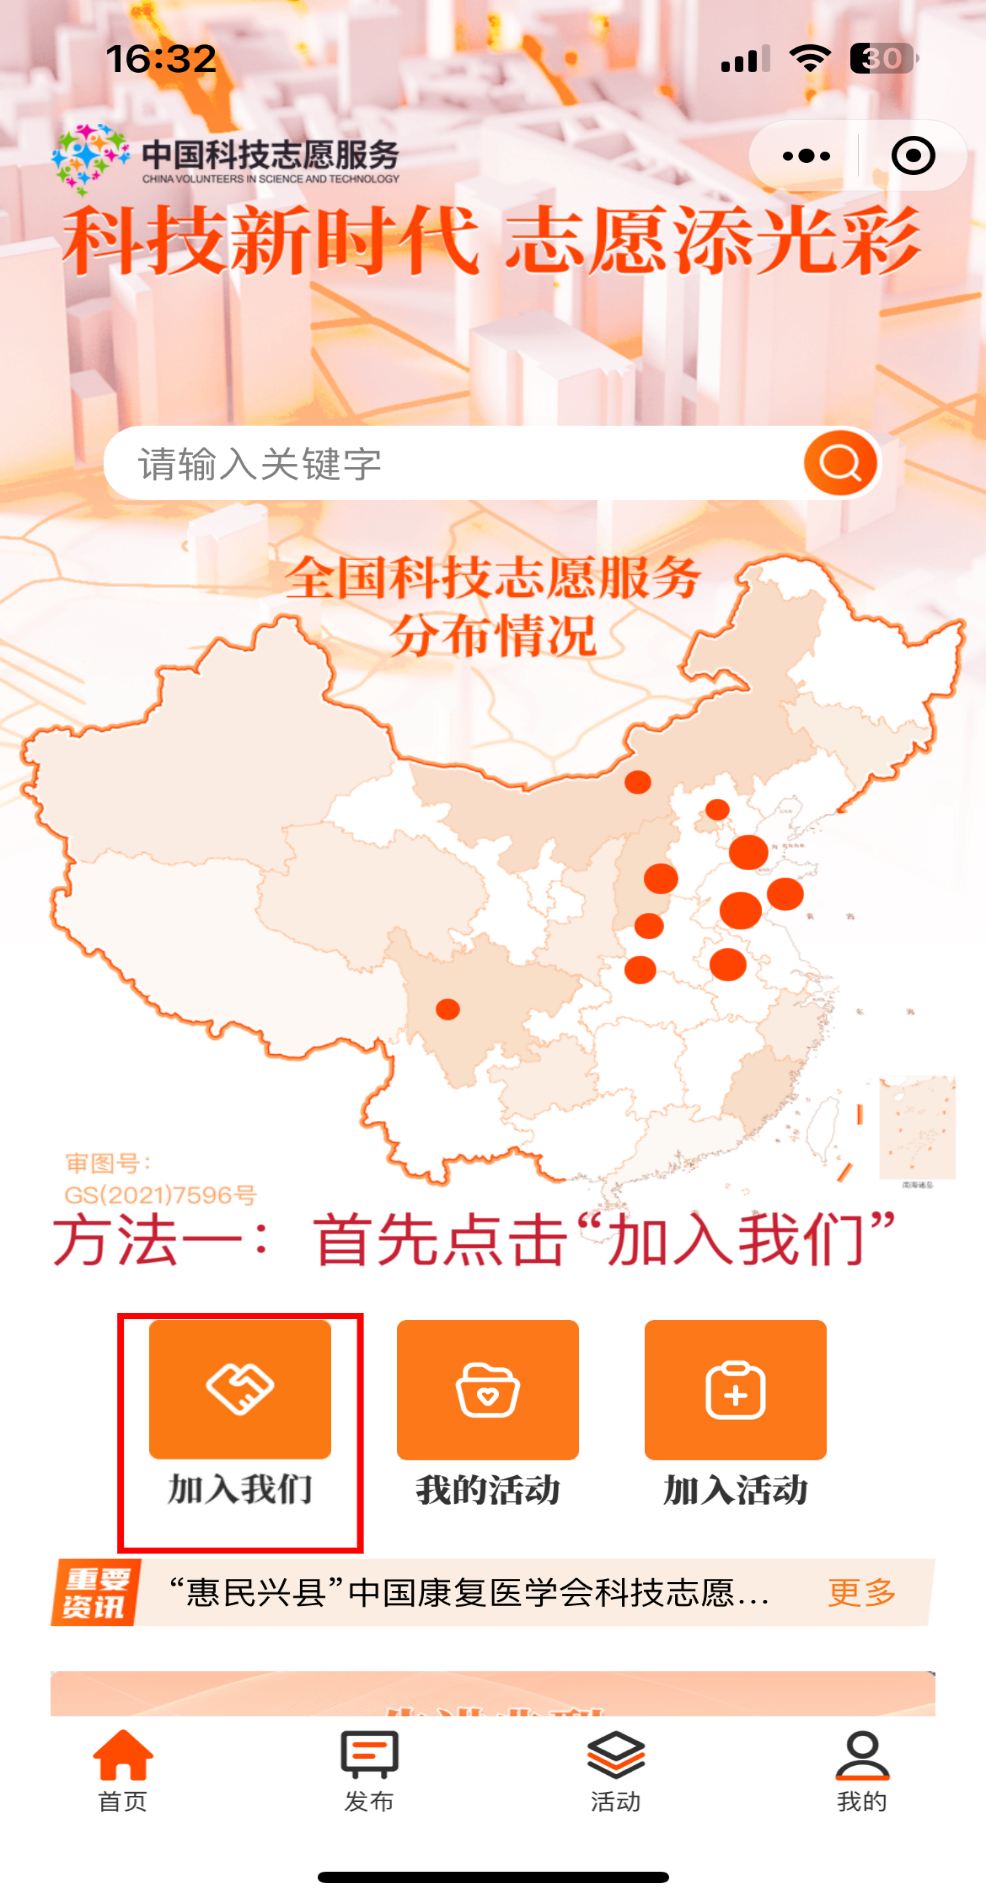 16:32
30
中国科技志愿服务
CHINA VOLUNTEERS IN SCIENCE AND TECHNOLOGY
科技新时代 志愿添光彩
请输入关键字
全国科技志愿服务
分布情况
审图号:
GS(2021)7596号
南海诸岛
方法一：首先点击“加入我们”
加入我们
我的活动
加入活动
重要
资讯
“惠民兴县”中国康复医学会科技志愿...
更多
首页
发布
活动
我的